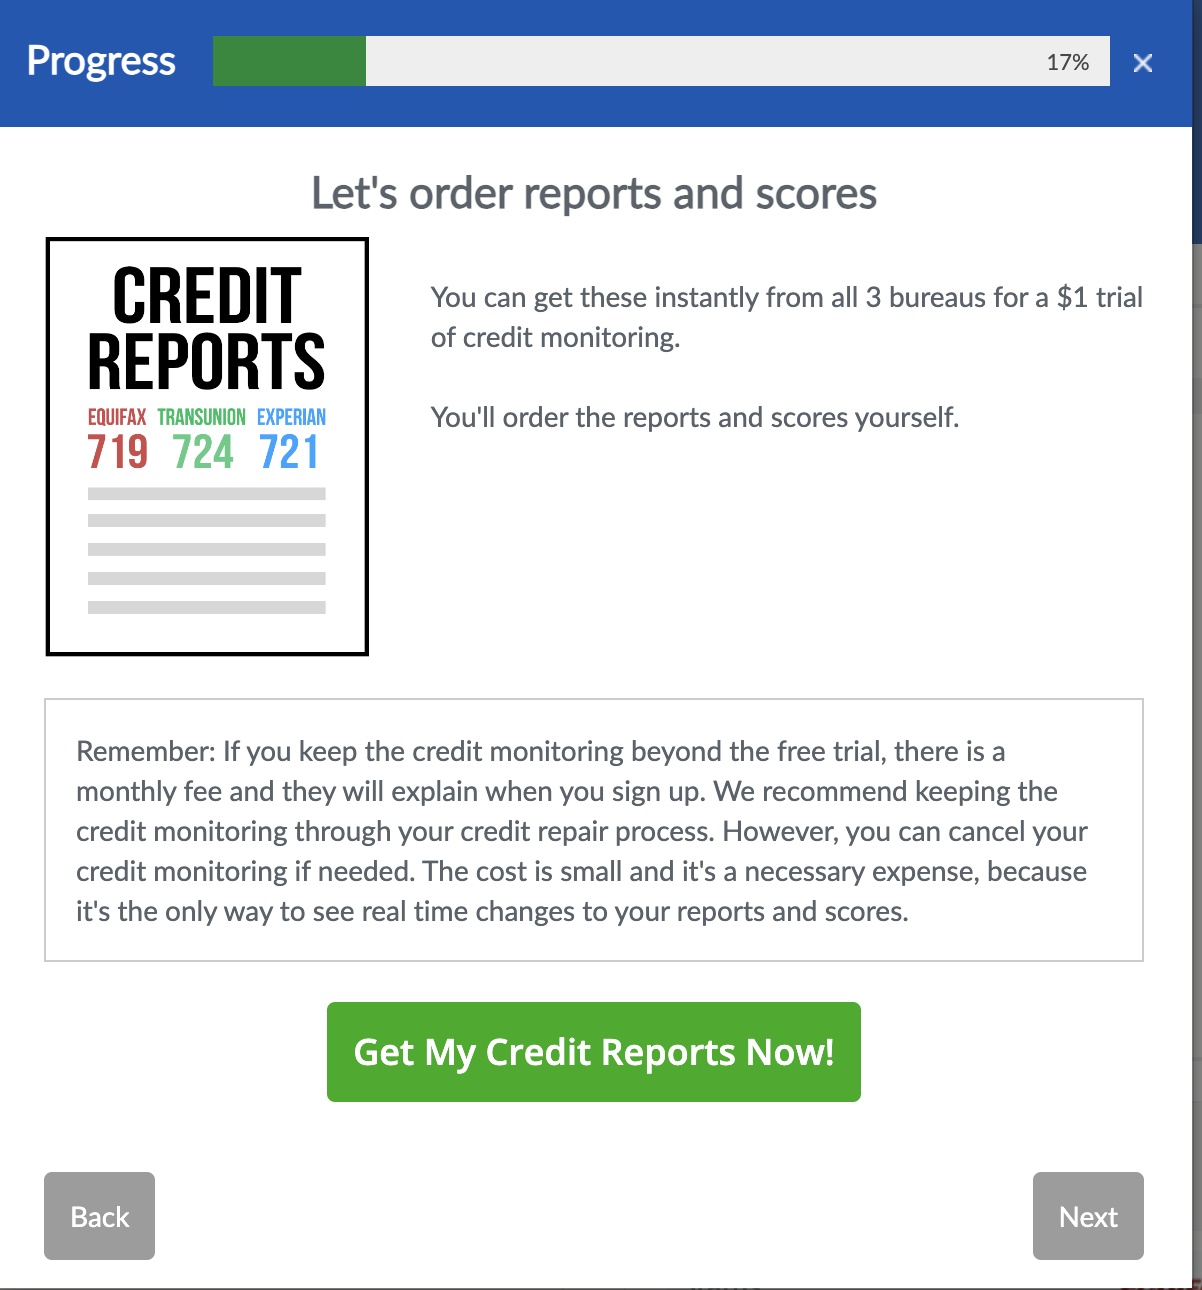 Progress
17%
Let's order reports and scores
CREDIT
REPORTS
EQUIFAX TRANSUNION EXPERIAN
719 724 721
You can get these instantly from all 3 bureaus for a $1 trial
of credit monitoring.
You'll order the reports and scores yourself.
Remember: If you keep the credit monitoring beyond the free trial, there is a
monthly fee and they will explain when you sign up. We recommend keeping the
credit monitoring through your credit repair process. However, you can cancel your
credit monitoring if needed. The cost is small and it's a necessary expense, because
it's the only way to see real time changes to your reports and scores.
Get My Credit Reports Now!
Back
Next